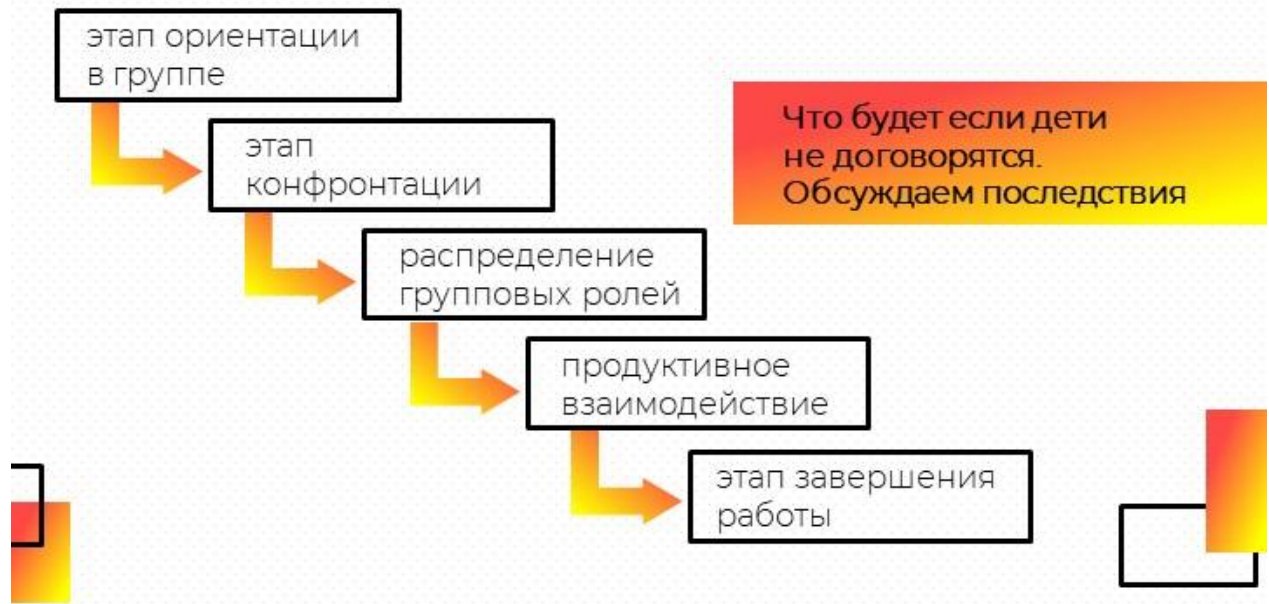 этап ориентации
в группе
этап
конфронтации
распределение
групповых ролей
продуктивное
взаимодействие
этап завершения
работы
Что будет если дети
не договорятся.
Обсуждаем последствия